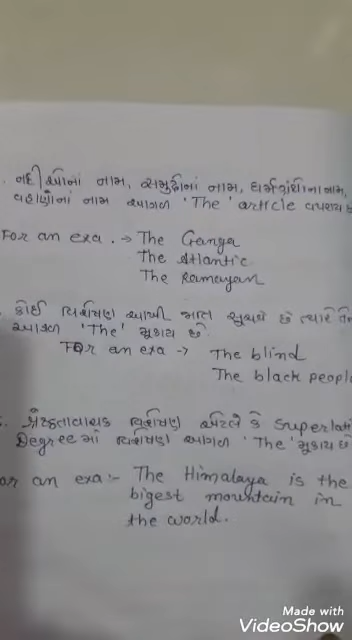 . નદીઓનાં નામ, સમુદ્રોનાં નામ, ધર્મગ્રંથોના નામ,
વહાણોનાં નામ આગળ 'The' article વપરાય છે
For an exa. → The Ganga
The Atlantic
The Ramayan
. કોઈ વિશેષણ આખી જાત સુચવે છે ત્યારે
આગળ 'The' મૂકાય છે.
For an exa → The blind
The black people
. શ્રેષ્ઠતાવાચક વિશેષણ એટલે કે Superlati
Degree માં વિશેષણ આગળ 'The' મૂકાય છે
or an exa:- The Himalaya is the
bigest mountain in
the world.
Made with
VideoShow